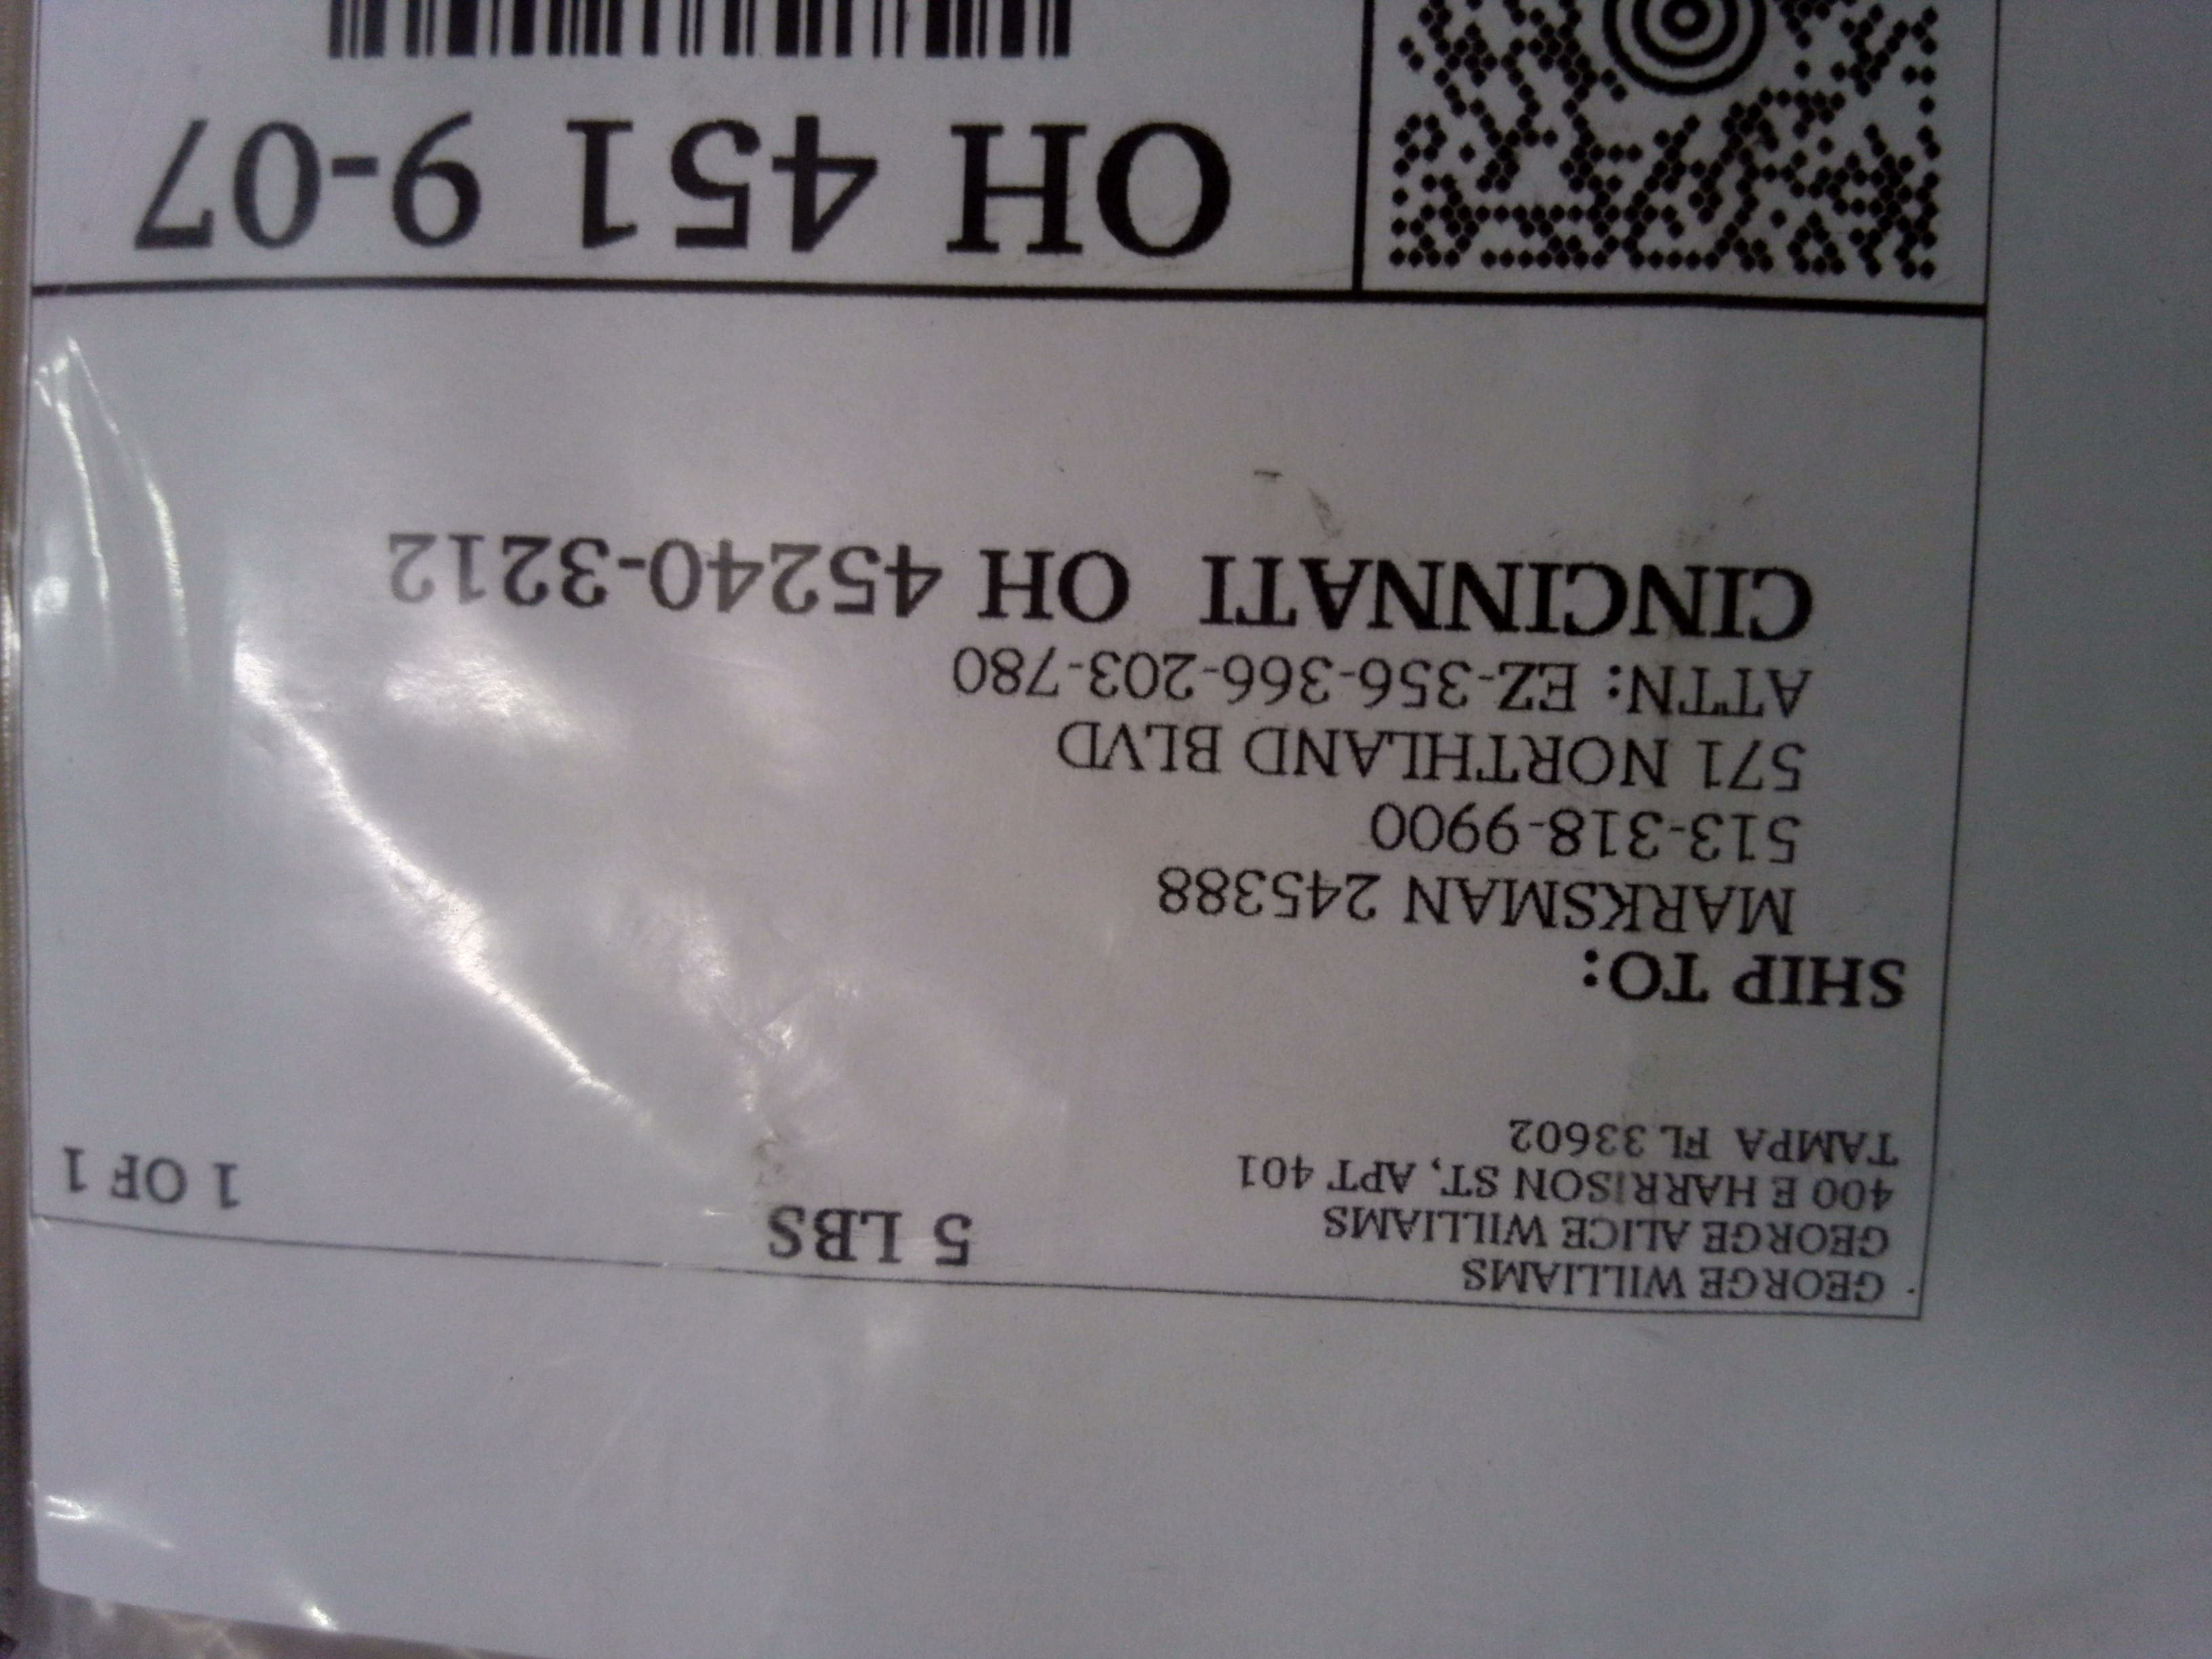 GEORGE WILLIAMS
GEORGE ALICE WILLIAMS
400 E HARRISON ST, APT 401
TAMPA FL 33602
5 LBS
1 OF 1
SHIP TO:
MARKSMAN 245388
513-318-9900
571 NORTHLAND BLVD
ATTN: EZ-356-366-203-780
CINCINNATI OH 45240-3212
OH 451 9-07